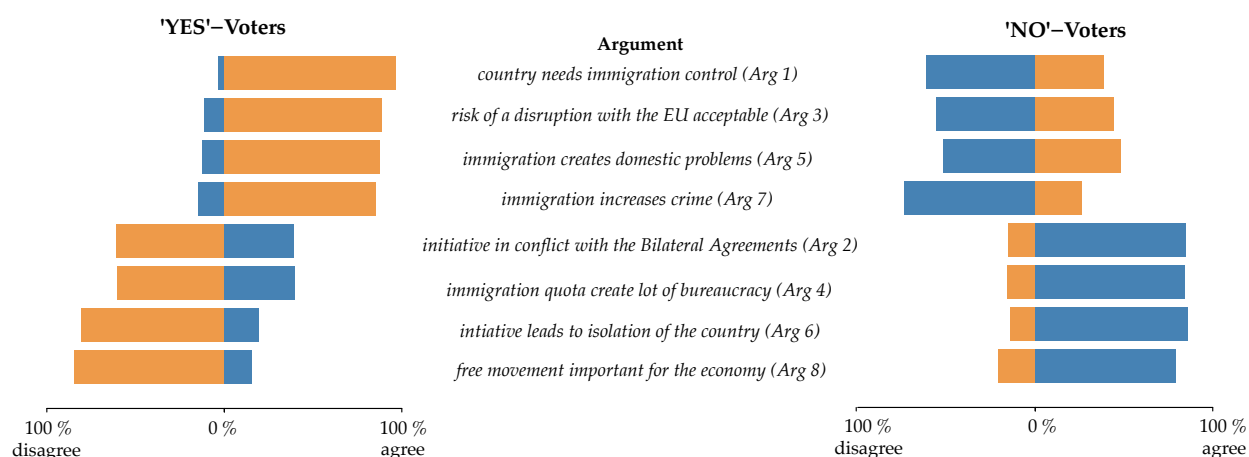 'YES'−Voters
Argument
'NO'−Voters
country needs immigration control (Arg 1)
risk of a disruption with the EU acceptable (Arg 3)
immigration creates domestic problems (Arg 5)
immigration increases crime (Arg 7)
initiative in conflict with the Bilateral Agreements (Arg 2)
immigration quota create lot of bureaucracy (Arg 4)
intiative leads to isolation of the country (Arg 6)
free movement important for the economy (Arg 8)
100 %
disagree
0 %
100 %
agree
100 %
disagree
0 %
100 %
agree